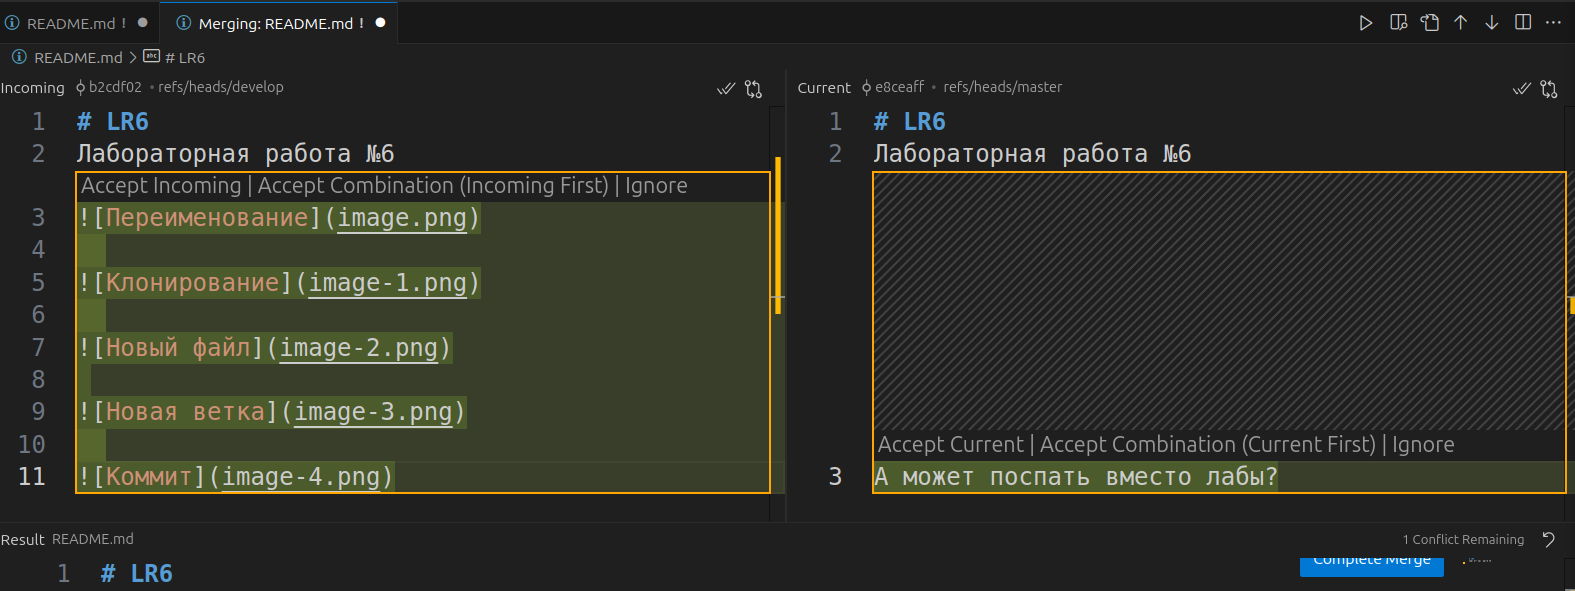 README.md !
Merging: README.md !
README.md > # LR6
Incoming b2cdf02 • refs/heads/develop
1 # LR6
2 Лабораторная работа №6
Accept Incoming | Accept Combination (Incoming First) | Ignore
3 ![Переименование](image.png)
4
5 ![Клонирование](image-1.png)
6
7 ![Новый файл](image-2.png)
8
9 ![Новая ветка](image-3.png)
10
11 ![Коммит](image-4.png)
Current e8ceaff • refs/heads/master
1 # LR6
2 Лабораторная работа №6
Accept Current | Accept Combination (Current First) | Ignore
3 А может поспать вместо лабы?
Result README.md
1 Conflict Remaining
1 # LR6
Complete Merge